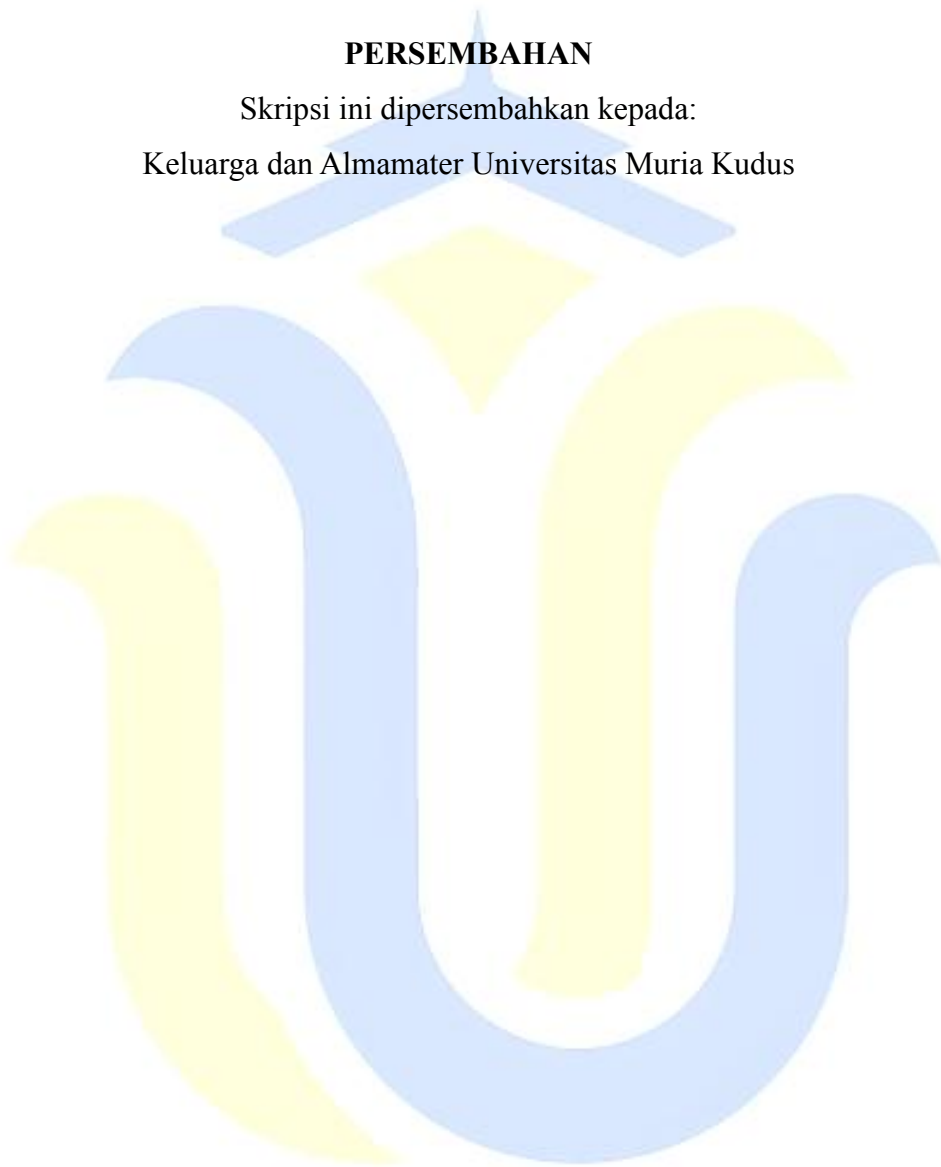 PERSEMBAHAN
Skripsi ini dipersembahkan kepada:
Keluarga dan Almamater Universitas Muria Kudus